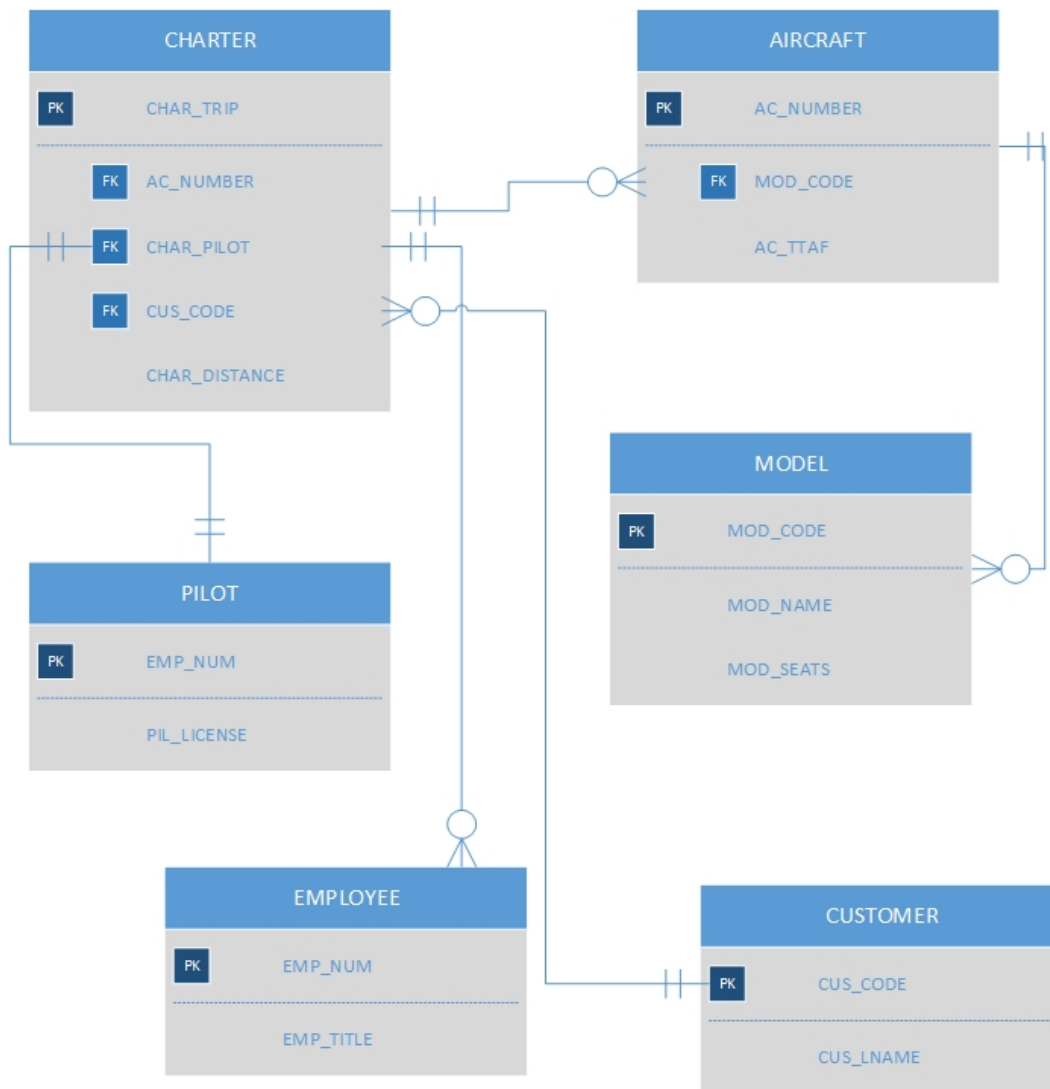 CHARTER
PK CHAR_TRIP
FK AC_NUMBER
FK CHAR_PILOT
FK CUS_CODE
CHAR_DISTANCE
AIRCRAFT
PK AC_NUMBER
FK MOD_CODE
AC_TTAF
MODEL
PK MOD_CODE
MOD_NAME
MOD_SEATS
PILOT
PK EMP_NUM
PIL_LICENSE
EMPLOYEE
PK EMP_NUM
EMP_TITLE
CUSTOMER
PK CUS_CODE
CUS_LNAME